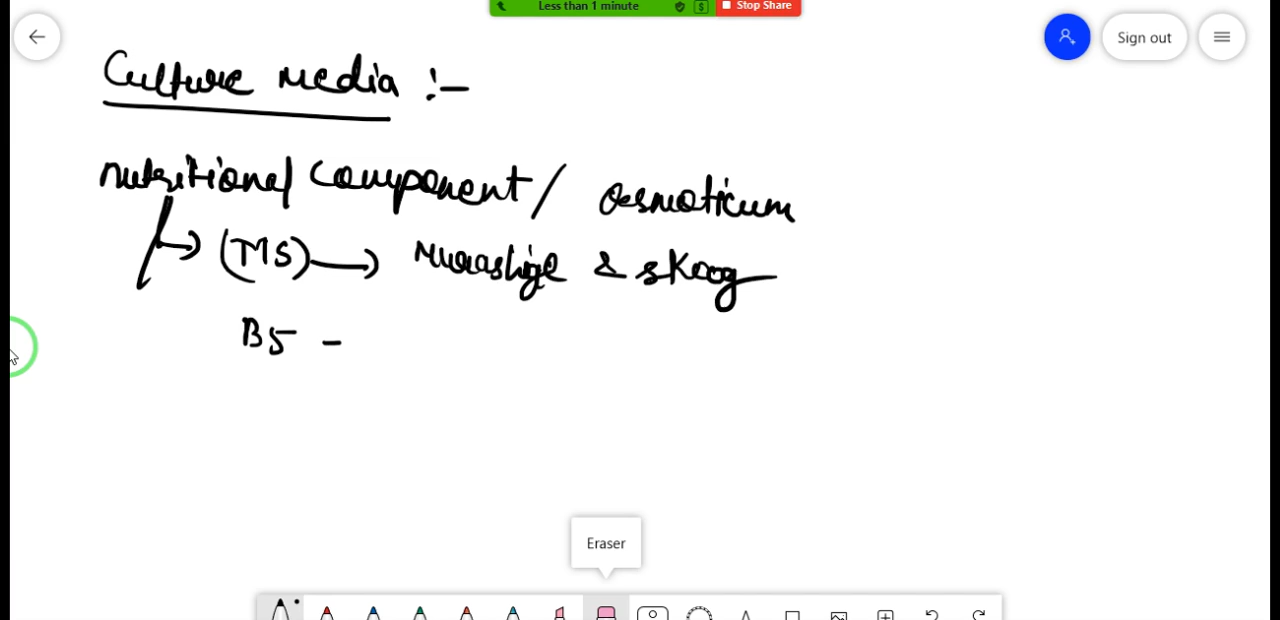 Less than 1 minute
Stop Share
Sign out
Culture media :-
nutritional component / osmoticum
(MS) → Murashige & skoog
B5 -
Eraser